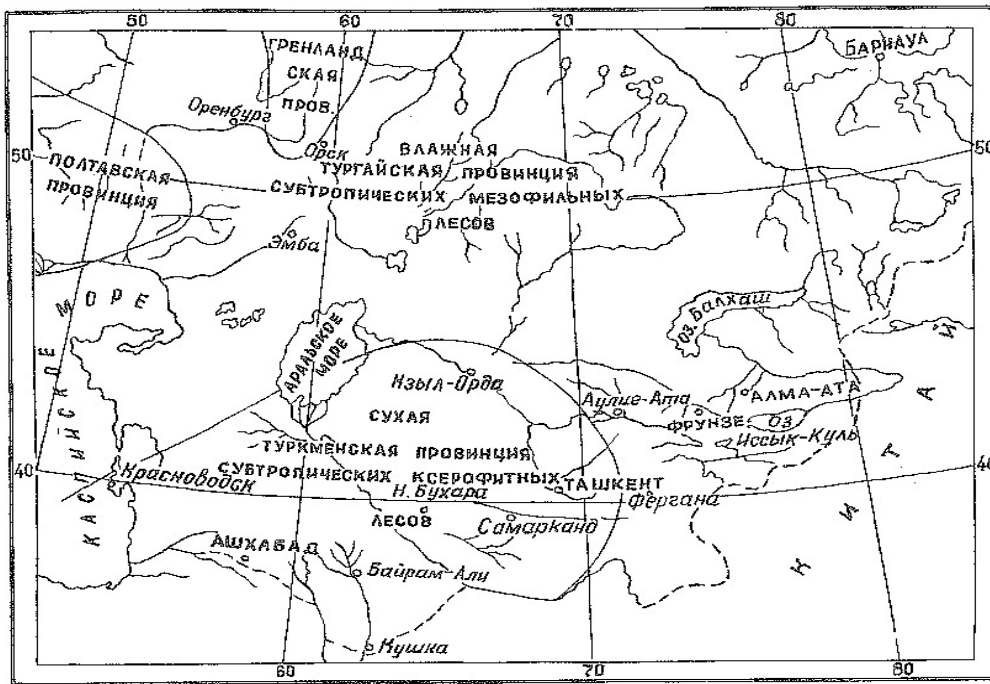 50 60 70 80
ГРЕНЛАНД
СКАЯ
ПРОВ.
БАРНАУЛ
Оренбург
Орск
50
50
ПОЛТАВСКАЯ
ПРОВИНЦИЯ
ВЛАЖНАЯ
ТУРГАЙСКАЯ ПРОВИНЦИЯ
СУБТРОПИЧЕСКИХ МЕЗОФИЛЬНЫХ
ЛЕСОВ
Эмба
КАСПИЙСКОЕ МОРЕ
АРАЛЬСКОЕ
МОРЕ
ОЗ. БАЛХАШ
КИТАЙ
Кзыл-Орда
Аулие-Ата
АЛМА-АТА
ФРУНЗЕ
ОЗ.
Иссык-Куль
СУХАЯ
ТУРКМЕНСКАЯ ПРОВИНЦИЯ
СУБТРОПИЧЕСКИХ КСЕРОФИТНЫХ
ЛЕСОВ
40
40
Красноводск
ТАШКЕНТ
Н. Бухара
Фергана
Самарканд
АШХАБАД
Байрам-Али
Кушка
60 70 80